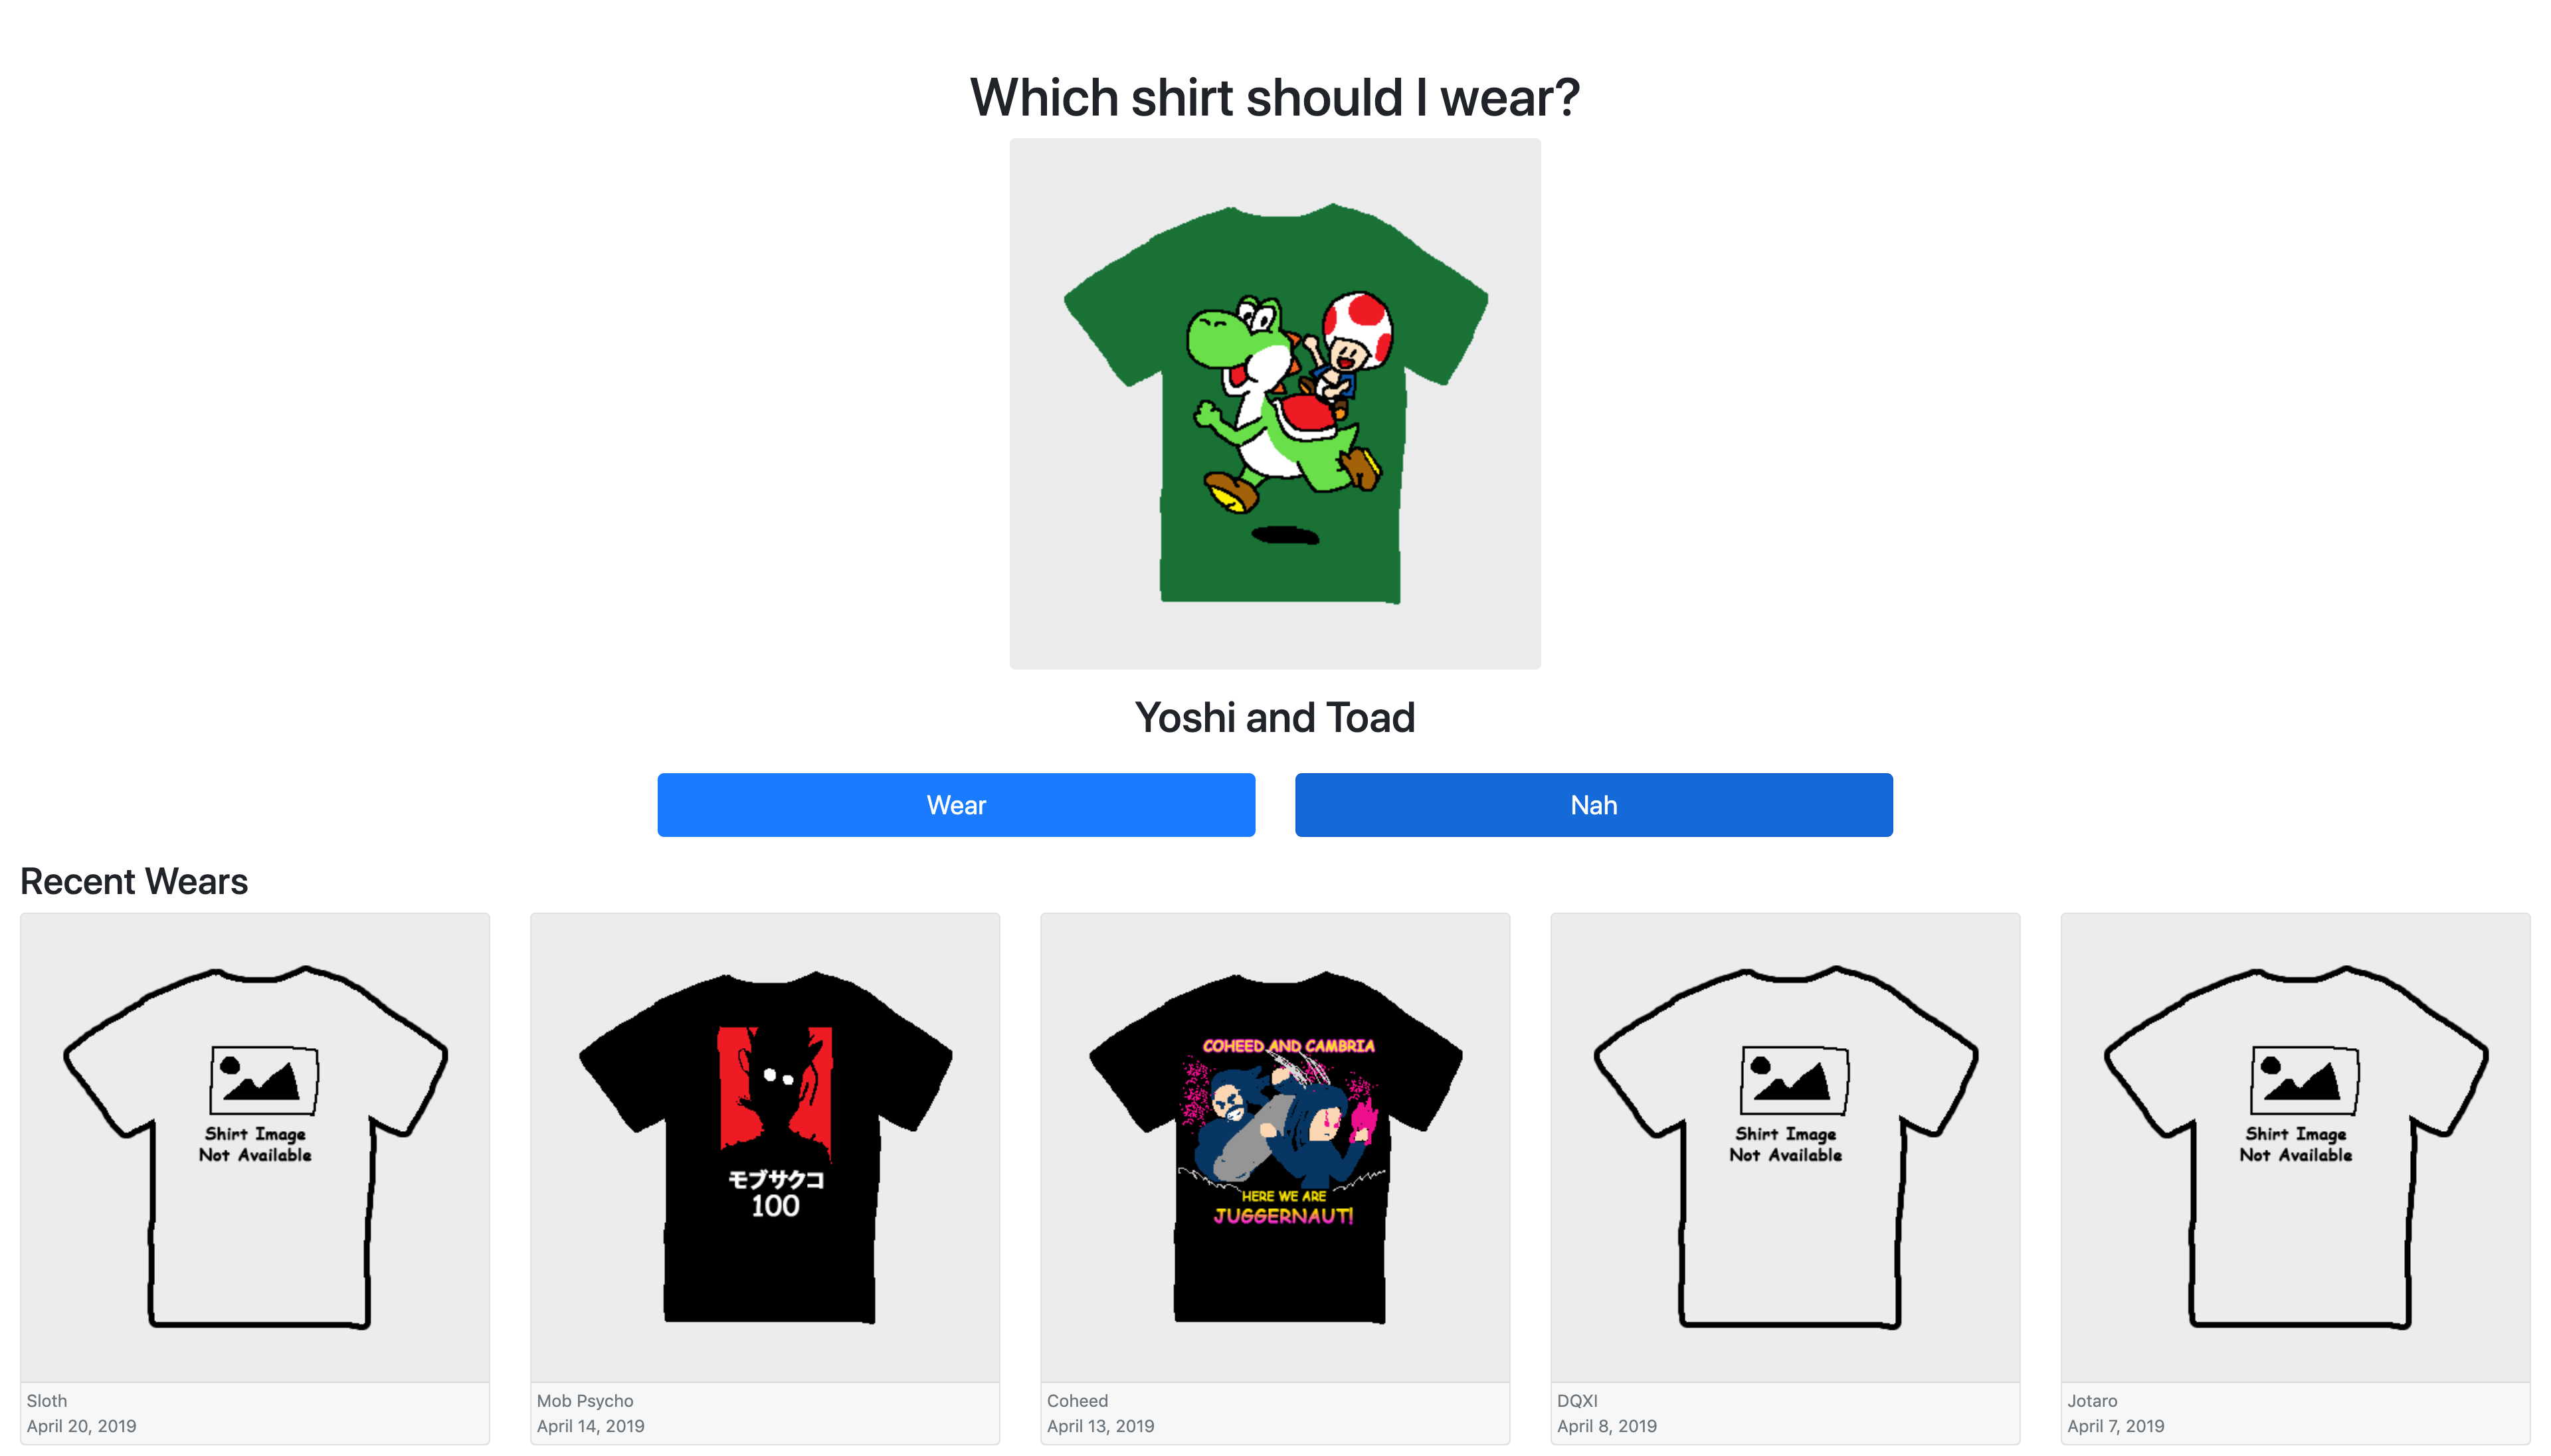 Which shirt should I wear?
Yoshi and Toad
Wear
Nah
Recent Wears
Shirt Image
Not Available
Sloth
April 20, 2019
モブサクコ
100
Mob Psycho
April 14, 2019
COHEED AND CAMBRIA
HERE WE ARE
JUGGERNAUT!
Coheed
April 13, 2019
Shirt Image
Not Available
DQXI
April 8, 2019
Shirt Image
Not Available
Jotaro
April 7, 2019